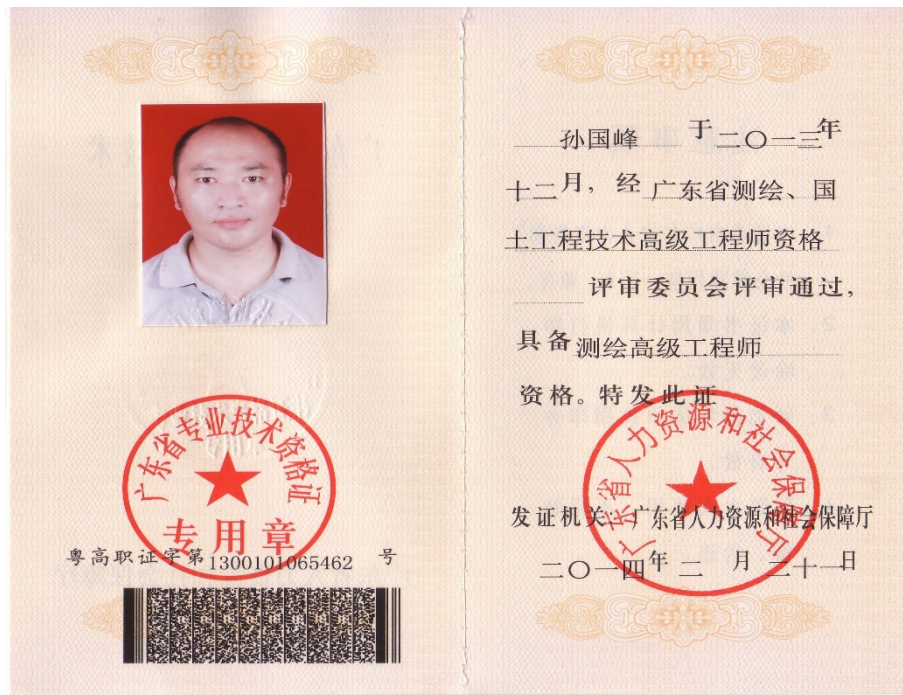 广东省专业技术资格证
专用章
粤高职证字第1300101065462 号
孙国峰 于二〇一三年
十二月，经广东省测绘、国
土工程技术高级工程师资格
评审委员会评审通过，
具备测绘高级工程师
资格。特发此证
广东省人力资源和社会保障厅
发证机关：广东省人力资源和社会保障厅
二〇一四年 二 月 二十一日